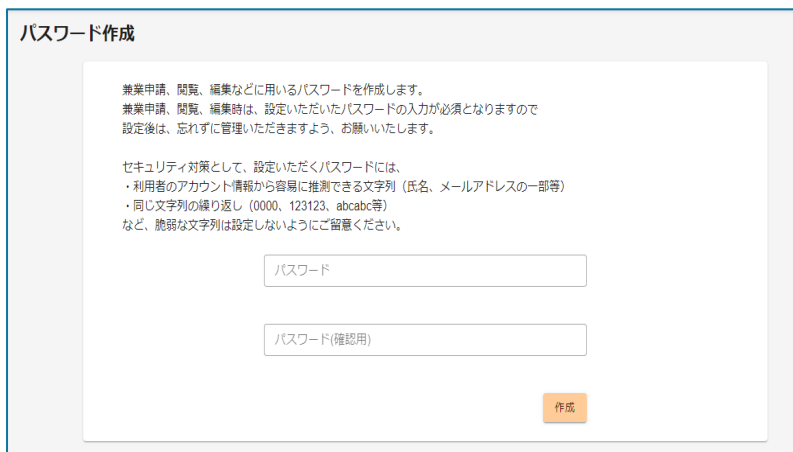 パスワード作成
兼業申請、閲覧、編集などに用いるパスワードを作成します。
兼業申請、閲覧、編集時は、設定いただいたパスワードの入力が必須となりますので
設定後は、忘れずに管理いただきますよう、お願いいたします。
セキュリティ対策として、設定いただくパスワードには、
・利用者のアカウント情報から容易に推測できる文字列（氏名、メールアドレスの一部等）
・同じ文字列の繰り返し（0000、123123、abcabc等）
など、脆弱な文字列は設定しないようにご留意ください。
パスワード
パスワード(確認用)
作成